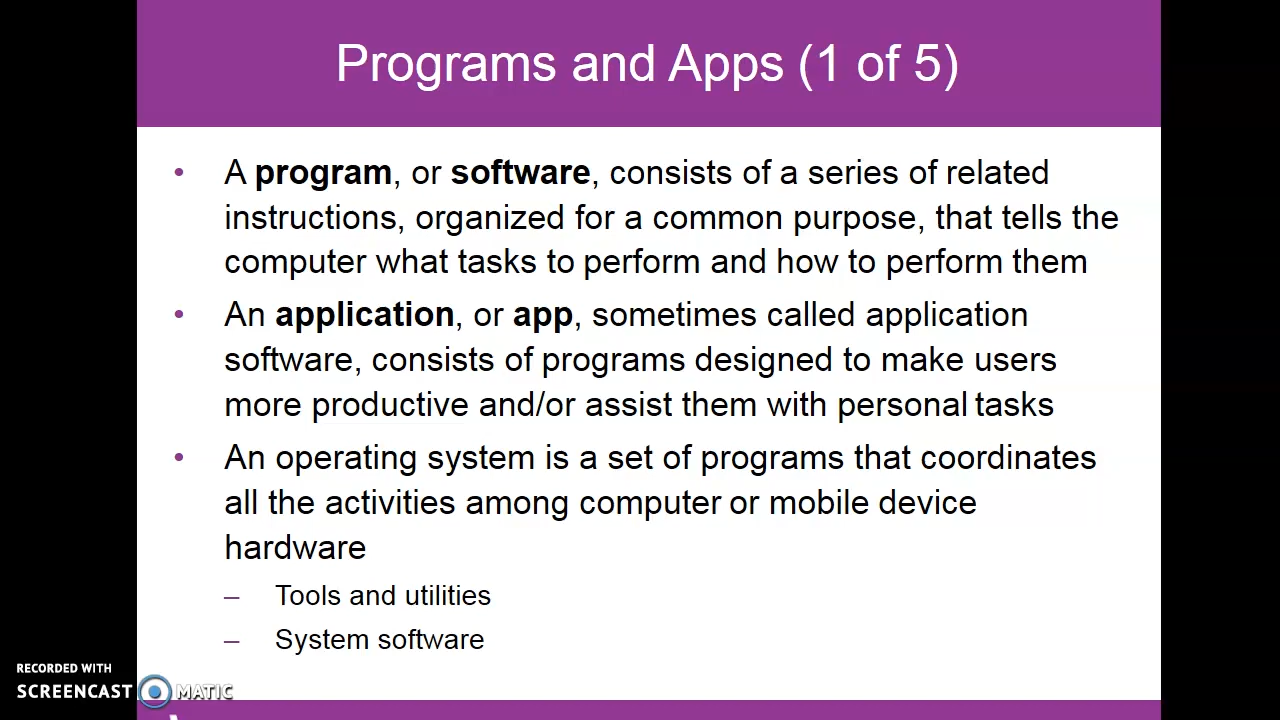 Programs and Apps (1 of 5)
• A program, or software, consists of a series of related
instructions, organized for a common purpose, that tells the
computer what tasks to perform and how to perform them
• An application, or app, sometimes called application
software, consists of programs designed to make users
more productive and/or assist them with personal tasks
• An operating system is a set of programs that coordinates
all the activities among computer or mobile device
hardware
– Tools and utilities
– System software
RECORDED WITH
SCREENCAST MATIC